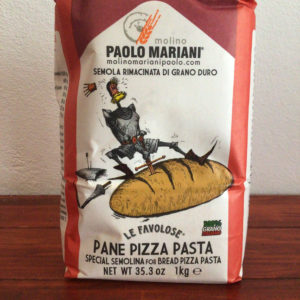 molino
PAOLO MARIANI®
molinomarianipaolo.com
SEMOLA RIMACINATA DI GRANO DURO
LE FAVOLOSE®
PANE PIZZA PASTA
SPECIAL SEMOLINA FOR BREAD PIZZA PASTA
NET WT 35.3 oz 1kg ℮